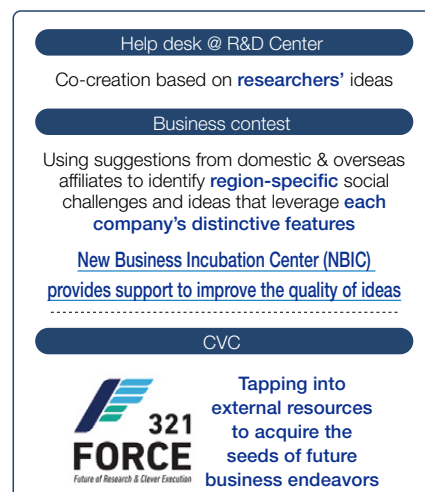 Help desk @ R&D Center
Co-creation based on researchers' ideas
Business contest
Using suggestions from domestic & overseas
affiliates to identify region-specific social
challenges and ideas that leverage each
company's distinctive features
New Business Incubation Center (NBIC)
provides support to improve the quality of ideas
CVC
321
FORCE
Future of Research & Clever Execution
Tapping into
external resources
to acquire the
seeds of future
business endeavors